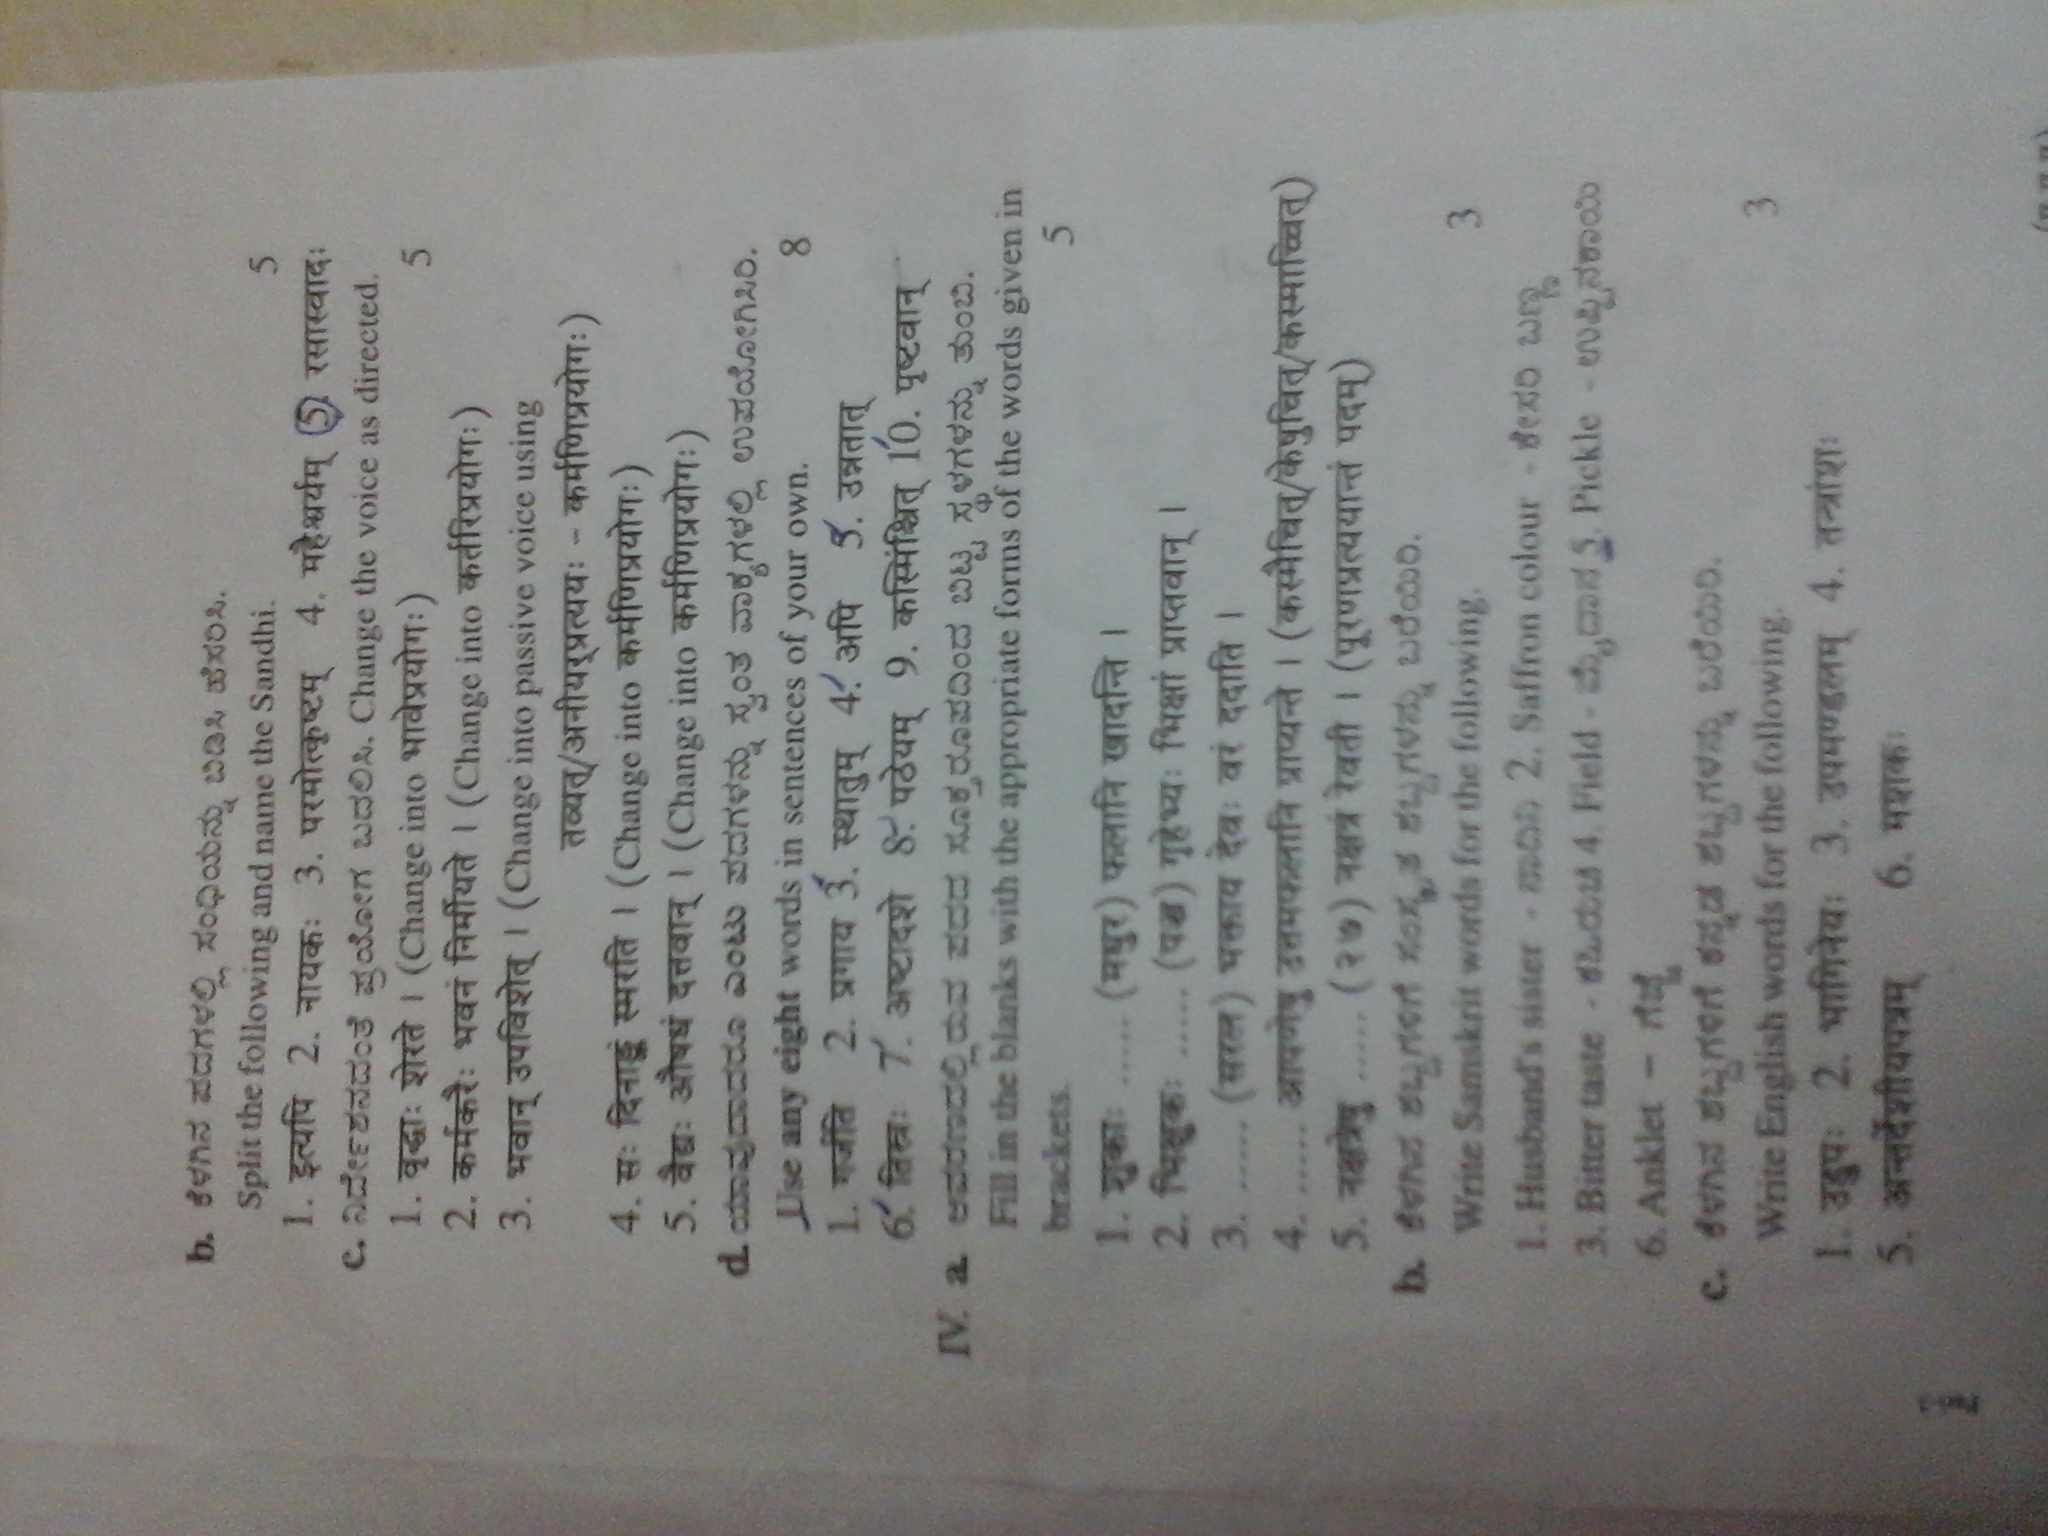 b. ಕೆಳಗಿನ ಪದಗಳಲ್ಲಿ ಸಂಧಿಯನ್ನು ಬಿಡಿಸಿ ಹೆಸರಿಸಿ.
Split the following and name the Sandhi. 5
1. इत्यपि 2. नायकः 3. परमोत्कृष्टम् 4. महैश्वर्यम् 5. रसास्वादः
c. ನಿರ್ದೇಶನದಂತೆ ಪ್ರಯೋಗ ಬದಲಿಸಿ. Change the voice as directed.
1. वृद्धाः शेरते । (Change into भावेप्रयोगः) 5
2. कर्मकरैः भवनं निर्मीयते । (Change into कर्तरिप्रयोगः)
3. भवान् उपविशेत् । (Change into passive voice using
तव्यत्/अनीयर्प्रत्ययः - कर्मणिप्रयोगः)
4. सः दिनाङ्कं स्मरति । (Change into कर्मणिप्रयोगः)
5. वैद्यः औषधं दत्तवान् । (Change into कर्मणिप्रयोगः)
d. ಯಾವುದಾದರೂ ಎಂಟು ಪದಗಳನ್ನು ಸ್ವಂತ ವಾಕ್ಯಗಳಲ್ಲಿ ಉಪಯೋಗಿಸಿರಿ.
Use any eight words in sentences of your own. 8
1. गर्जति 2. प्रगाय 3. स्थातुम् 4. अपि 5. उन्नतात्
6. तिस्रः 7. अष्टादशे 8. पठेयम् 9. कस्मिंश्चित् 10. पृष्टवान्
IV. a. ಆವರಣದಲ್ಲಿರುವ ಪದದ ಸೂಕ್ತರೂಪದಿಂದ ಬಿಟ್ಟ ಸ್ಥಳಗಳನ್ನು ತುಂಬಿ.
Fill in the blanks with the appropriate forms of the words given in
brackets. 5
1. शुकाः ...... (मधुर) फलानि खादन्ति ।
2. भिक्षुकः ...... (पञ्च) गृहेभ्यः भिक्षां प्राप्तवान् ।
3. ...... (सरल) भक्ताय देवः वरं ददाति ।
4. ...... आपणेषु उत्तमफलानि प्राप्यन्ते । (कस्मैचित्/केषुचित्/कस्माच्चित्)
5. नक्षत्रेषु ...... (२७) नक्षत्रं रेवती । (पूरणप्रत्ययान्तं पदम्)
b. ಕೆಳಗಿನ ಶಬ್ದಗಳಿಗೆ ಸಂಸ್ಕೃತ ಶಬ್ದಗಳನ್ನು ಬರೆಯಿರಿ.
Write Samskrit words for the following. 3
1. Husband's sister - ನಾದಿನಿ 2. Saffron colour - ಕೇಸರಿ ಬಣ್ಣ
3. Bitter taste - ಕಹಿರುಚಿ 4. Field - ಮೈದಾನ 5. Pickle - ಉಪ್ಪಿನಕಾಯಿ
6. Anklet – ಗೆಜ್ಜೆ
c. ಕೆಳಗಿನ ಶಬ್ದಗಳಿಗೆ ಕನ್ನಡ ಶಬ್ದಗಳನ್ನು ಬರೆಯಿರಿ.
Write English words for the following. 3
1. उडुपः 2. भागिनेयः 3. उपमण्डलम् 4. तन्त्रांशः
5. अन्तर्देशीयपत्रम् 6. मशकः